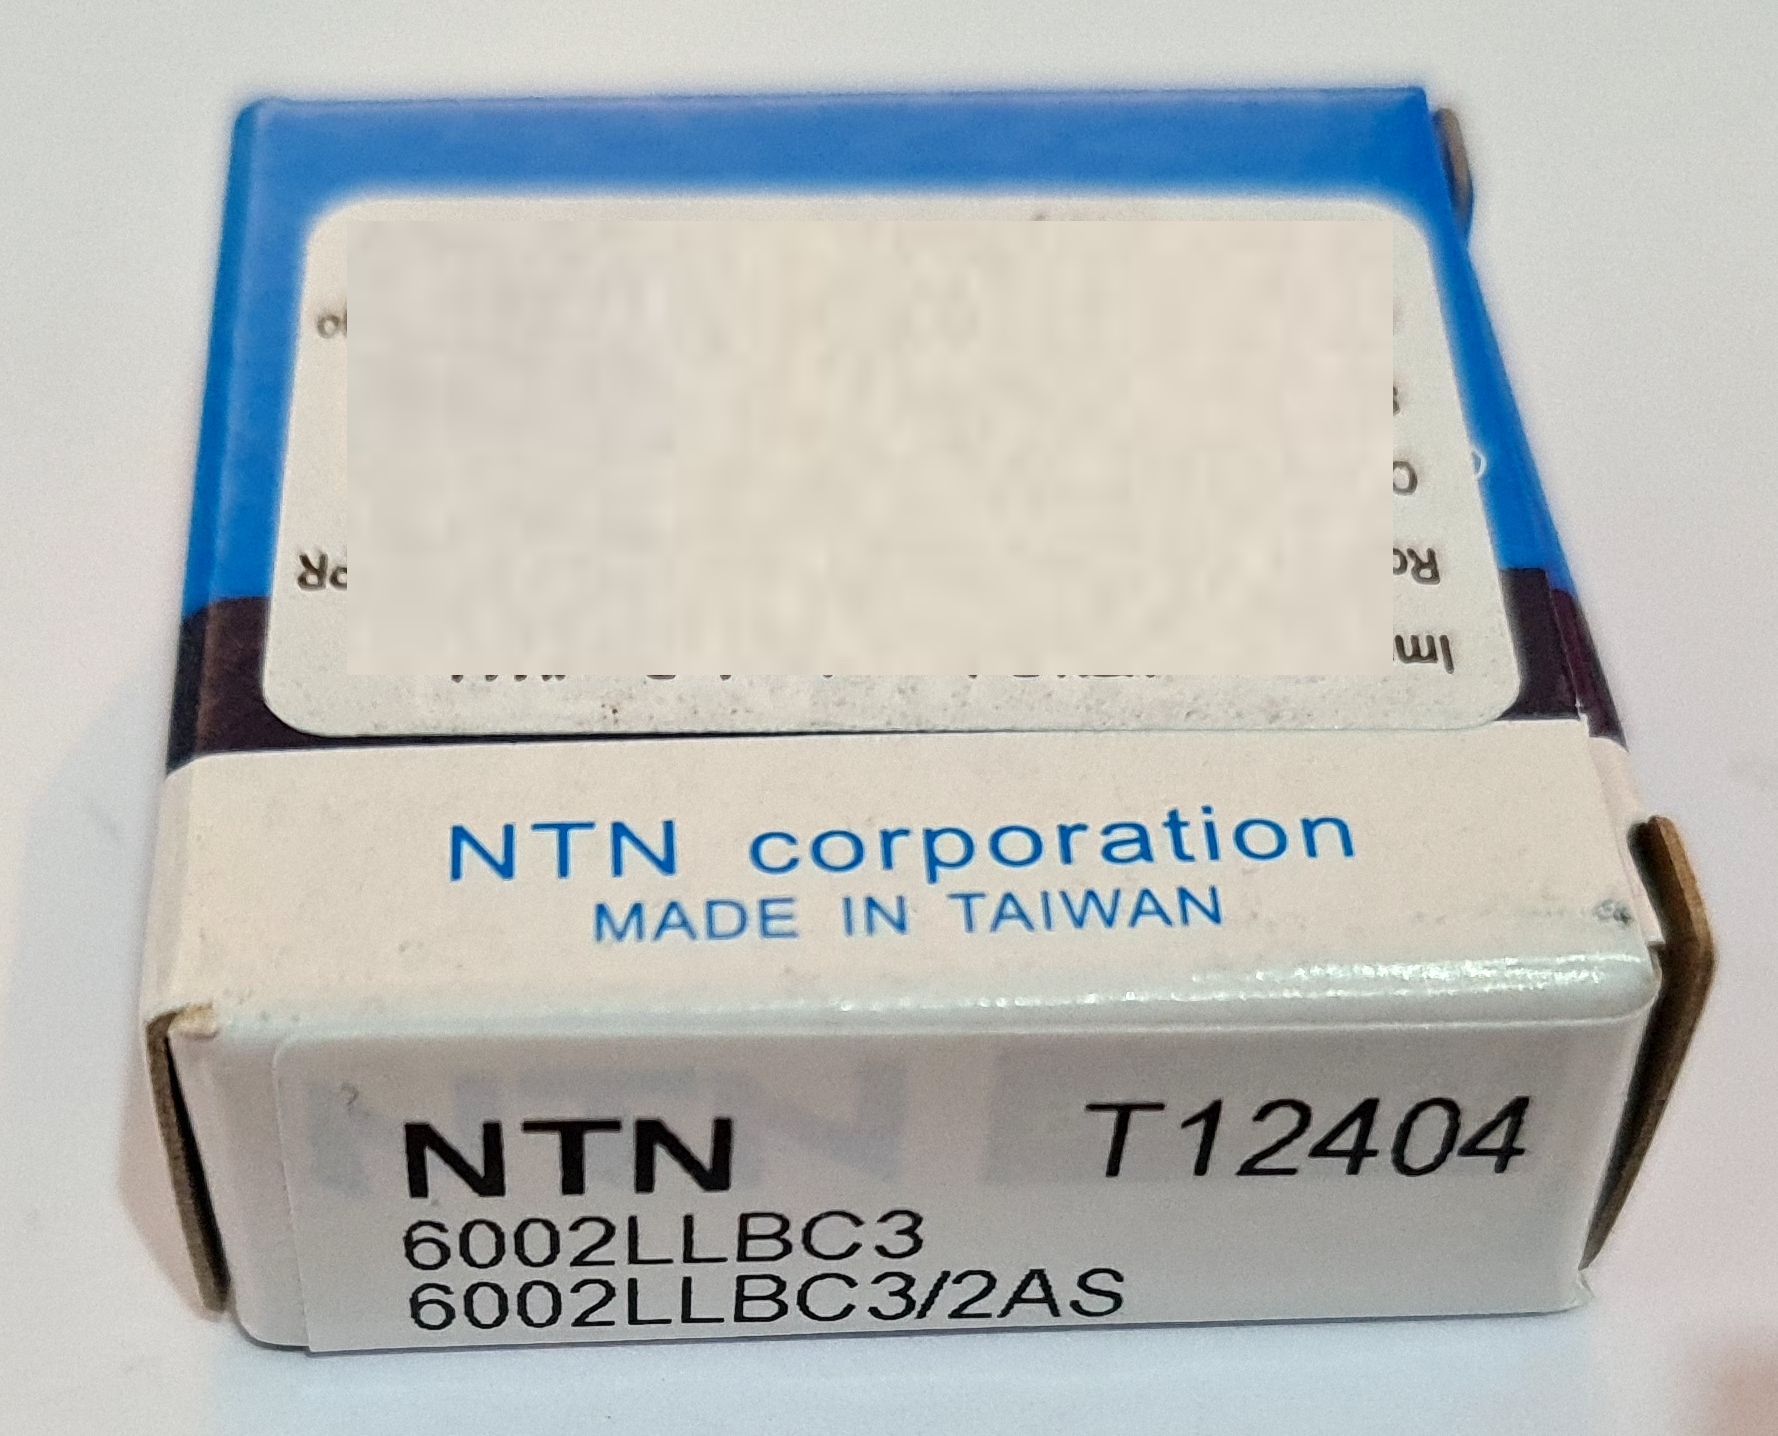 NTN corporation
MADE IN TAIWAN
NTN T12404
6002LLBC3
6002LLBC3/2AS